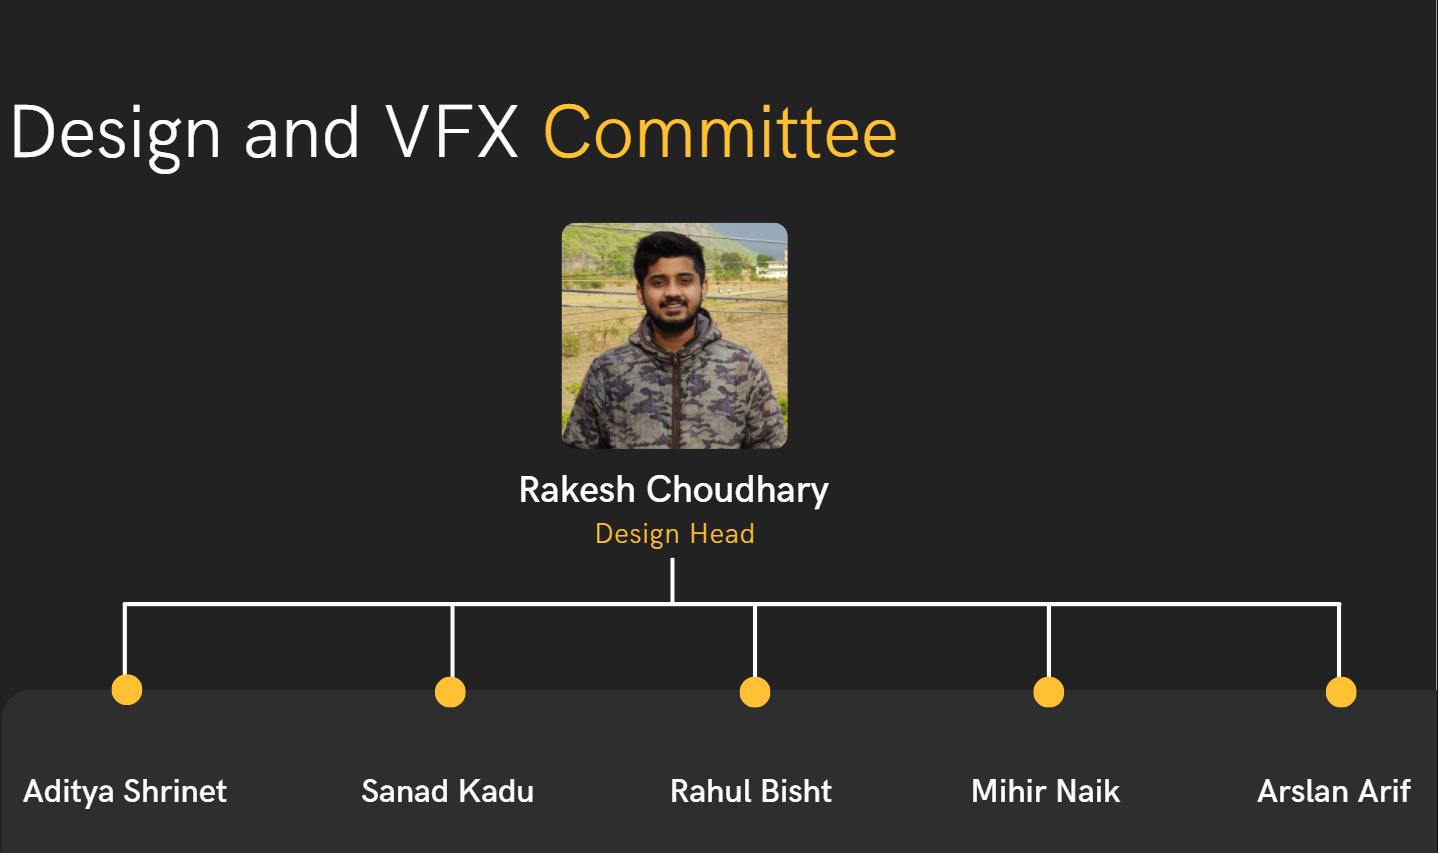 Design and VFX Committee
Rakesh Choudhary
Design Head
Aditya Shrinet Sanad Kadu Rahul Bisht Mihir Naik Arslan Arif